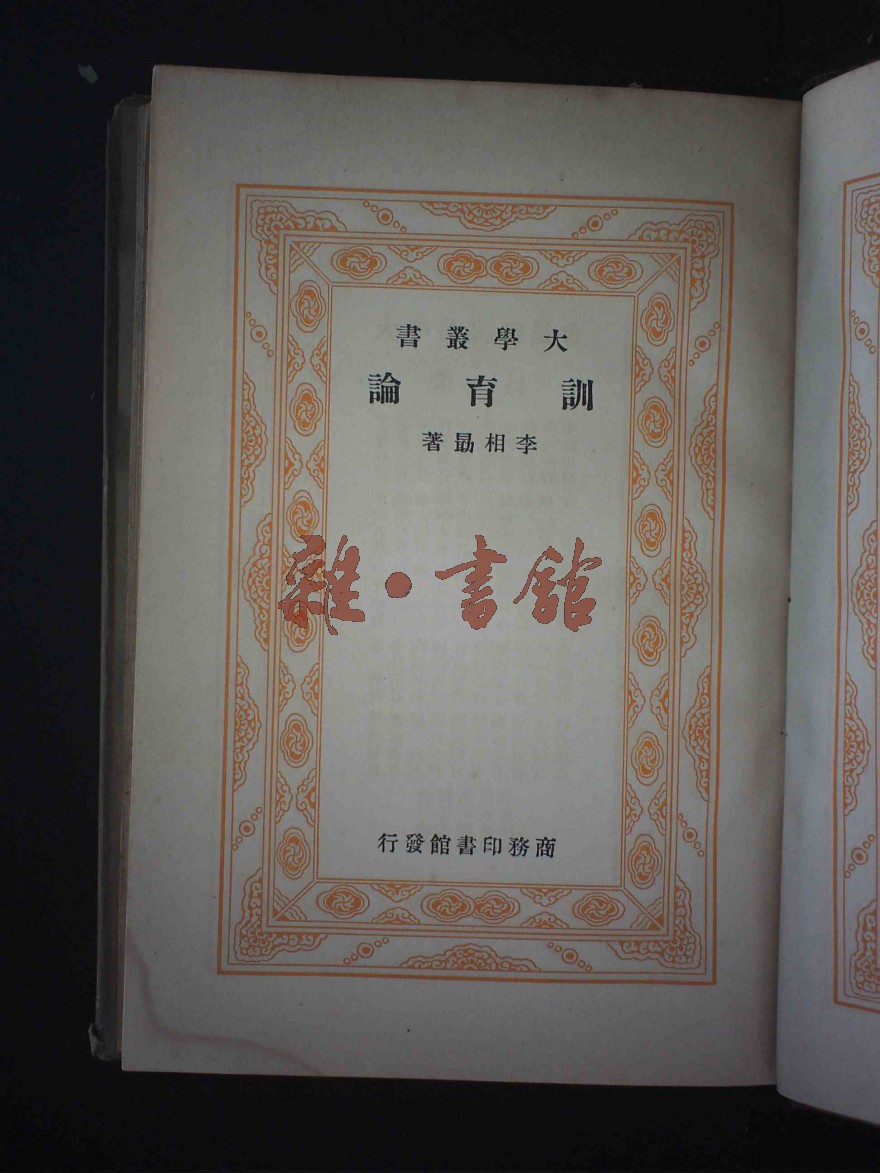 大學叢書
訓育論
李相勗著
雜·書館
商務印書館發行